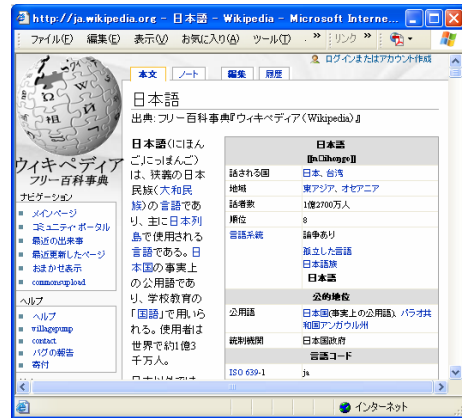 http://ja.wikipedia.org - 日本語 - Wikipedia - Microsoft Interne...
ファイル(F) 編集(E) 表示(V) お気に入り(A) ツール(T) » リンク »
ログインまたはアカウント作成
本文 ノート 編集 履歴
日本語
出典: フリー百科事典『ウィキペディア(Wikipedia)』
ウィキペディア
フリー百科事典
ナビゲーション
メインページ
コミュニティ・ポータル
最近の出来事
最近更新したページ
おまかせ表示
commonsupload
ヘルプ
ヘルプ
villagepump
contact
バグの報告
寄付
日本語(にほん
ご,にっぽんご)
は、狭義の日本
民族(大和民
族)の言語であ
り、主に日本列
島で使用される
言語である。日
本国の事実上
の公用語であ
り、学校教育の
「国語」で用いら
れる。使用者は
世界で約1億3
千万人。
日本語
話される国 日本、台湾
地域 東アジア、オセアニア
話者数 1億2700万人
順位 8
言語系統 論争あり
孤立した言語
日本語族
日本語
公的地位
公用語 日本国(事実上の公用語)、パラオ共
和国アンガウル州
統制機関 日本国政府
言語コード
ISO 639-1 ja
インターネット